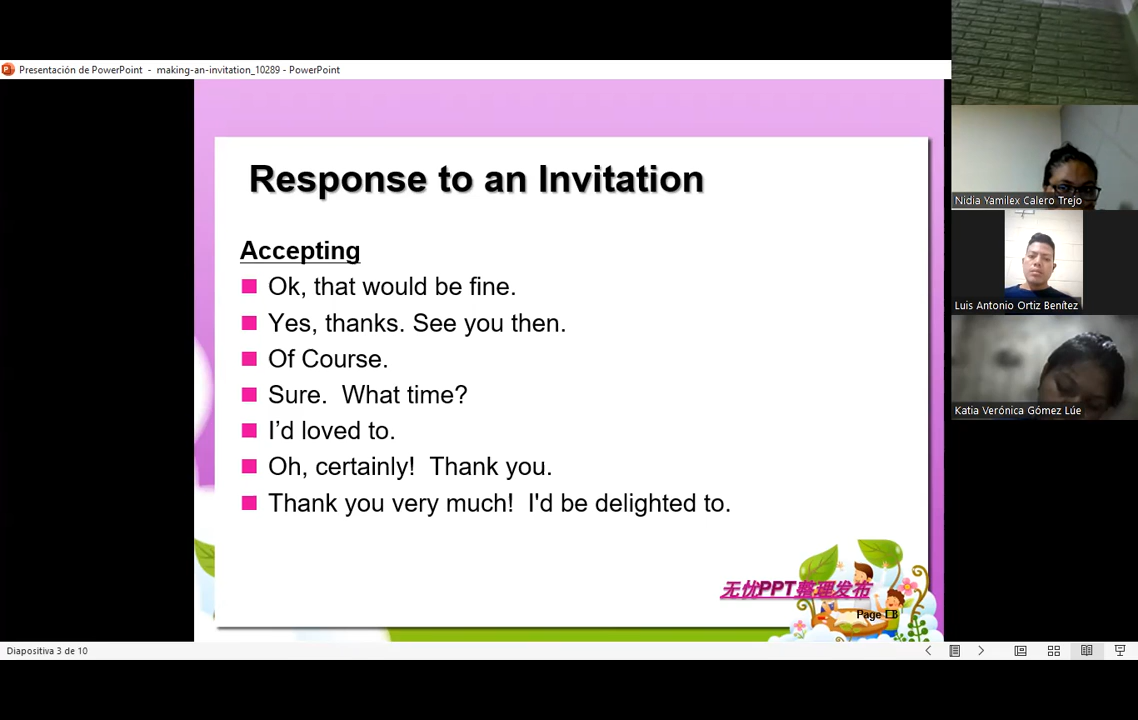 Presentación de PowerPoint - making-an-invitation_10289 - PowerPoint
Response to an Invitation
Accepting
Ok, that would be fine.
Yes, thanks. See you then.
Of Course.
Sure. What time?
I'd loved to.
Oh, certainly! Thank you.
Thank you very much! I'd be delighted to.
无忧PPT整理发布
Page
Diapositiva 3 de 10
Nidia Yamilex Calero Trejo
Luis Antonio Ortiz Benítez
Katia Verónica Gómez Lúe